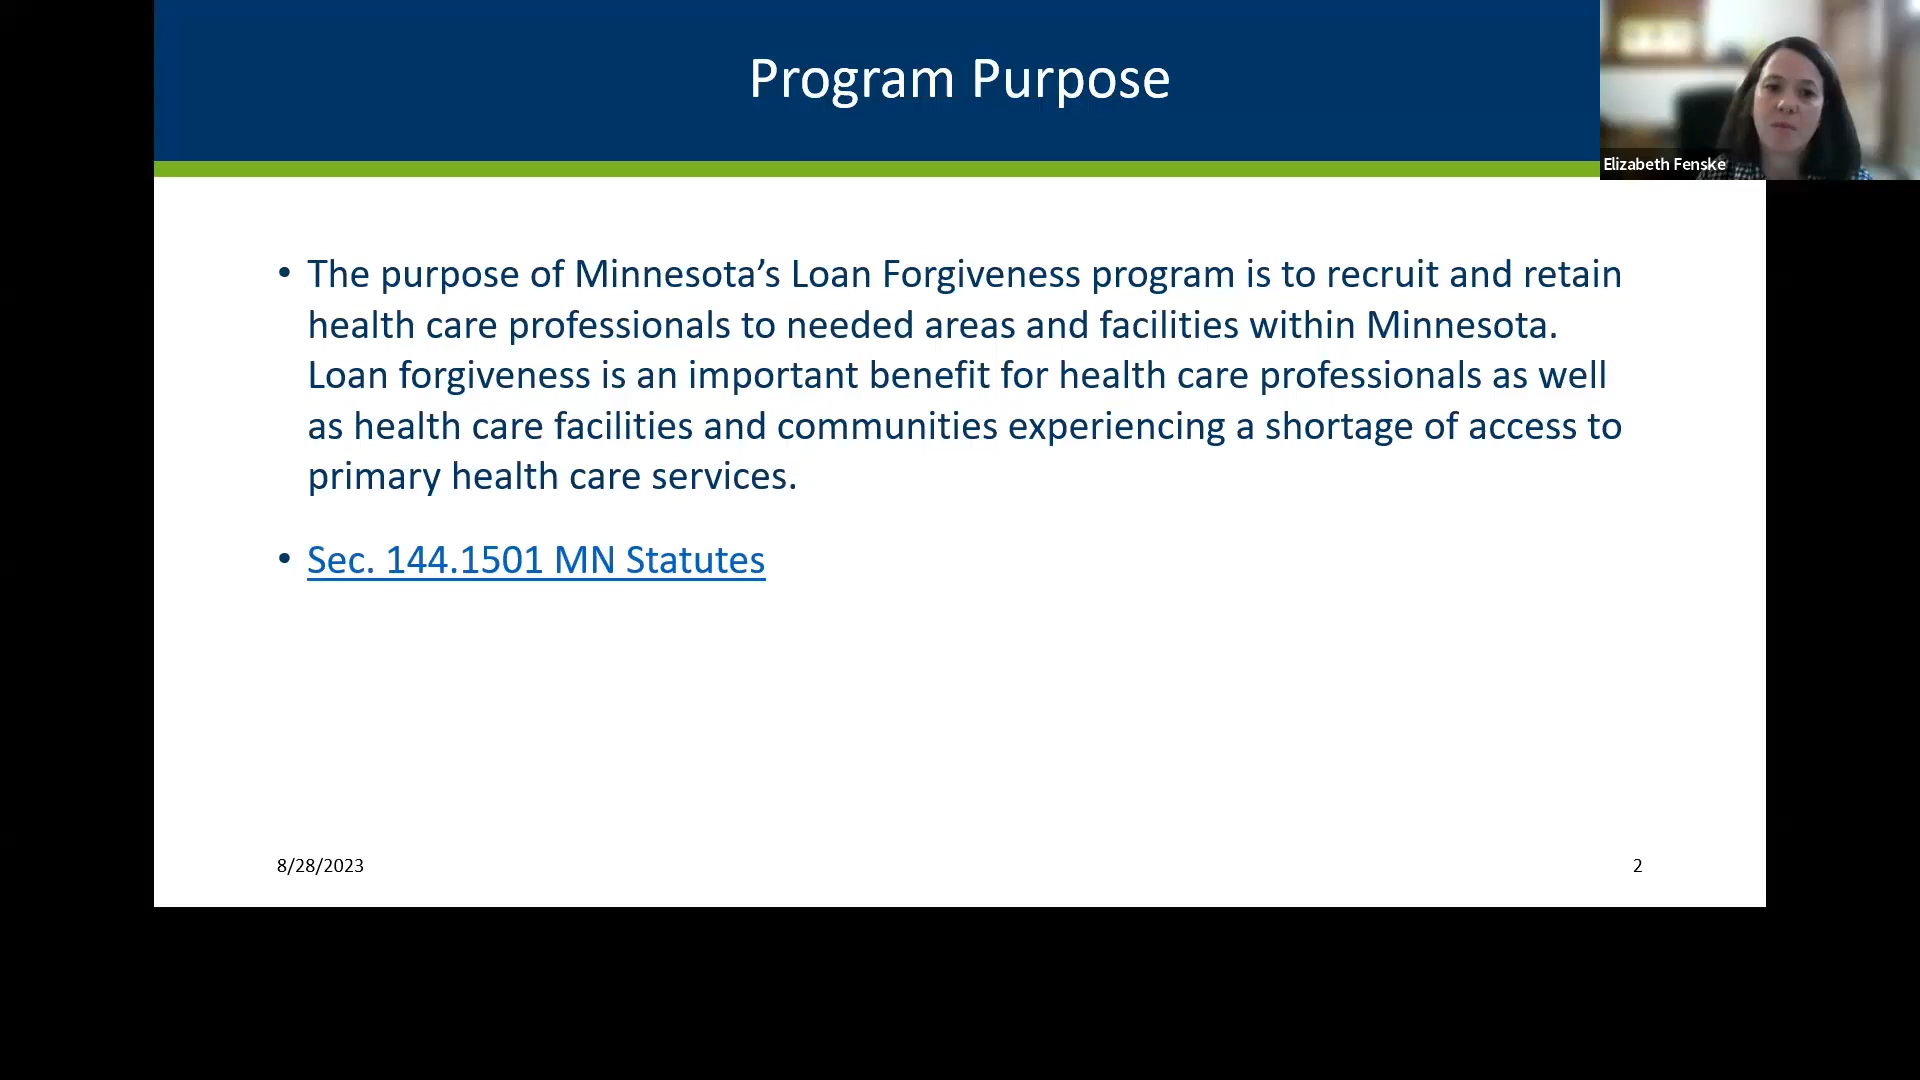 Program Purpose
Elizabeth Fenske
• The purpose of Minnesota’s Loan Forgiveness program is to recruit and retain
health care professionals to needed areas and facilities within Minnesota.
Loan forgiveness is an important benefit for health care professionals as well
as health care facilities and communities experiencing a shortage of access to
primary health care services.
• Sec. 144.1501 MN Statutes
8/28/2023
2